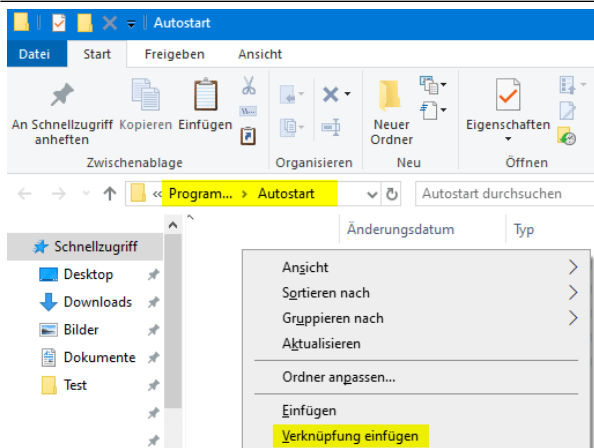 Autostart
Datei Start Freigeben Ansicht
An Schnellzugriff anheften
Kopieren
Einfügen
Zwischenablage
Organisieren
Neuer Ordner
Neu
Eigenschaften
Öffnen
« Program... > Autostart
Autostart durchsuchen
Änderungsdatum Typ
Schnellzugriff
Desktop
Downloads
Bilder
Dokumente
Test
Ansicht
Sortieren nach
Gruppieren nach
Aktualisieren
Ordner anpassen...
Einfügen
Verknüpfung einfügen